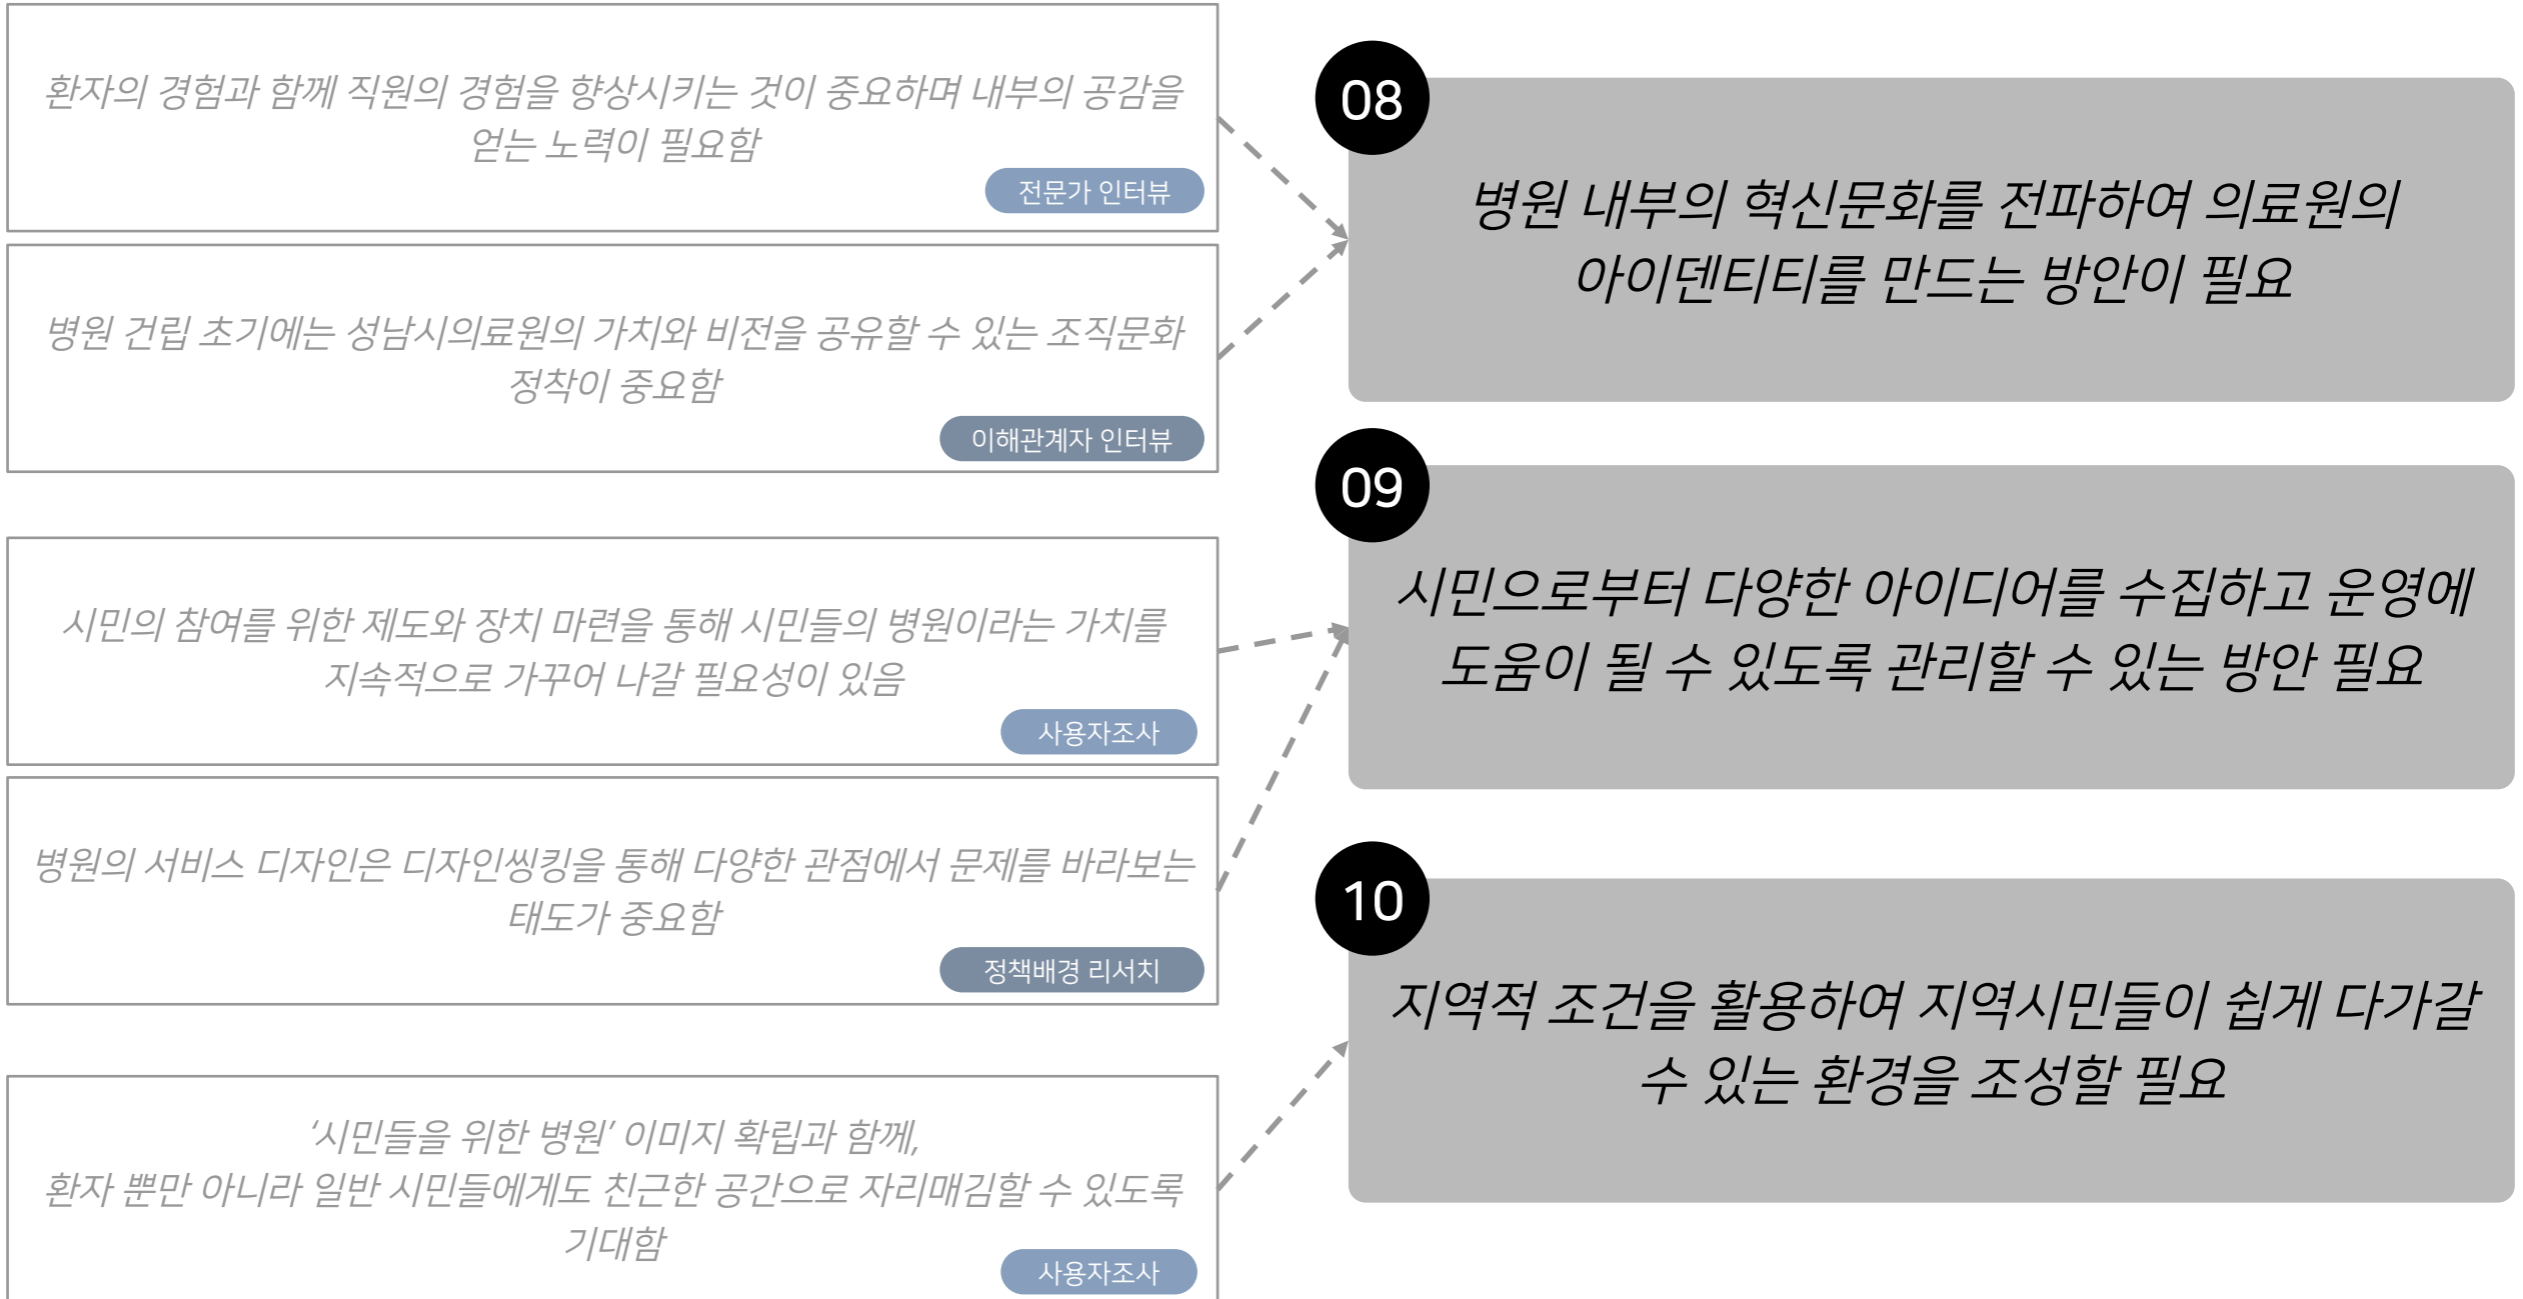 환자의 경험과 함께 직원의 경험을 향상시키는 것이 중요하며 내부의 공감을
얻는 노력이 필요함
전문가 인터뷰
병원 건립 초기에는 성남시의료원의 가치와 비전을 공유할 수 있는 조직문화
정착이 중요함
이해관계자 인터뷰
08
병원 내부의 혁신문화를 전파하여 의료원의
아이덴티티를 만드는 방안이 필요
시민의 참여를 위한 제도와 장치 마련을 통해 시민들의 병원이라는 가치를
지속적으로 가꾸어 나갈 필요성이 있음
사용자조사
병원의 서비스 디자인은 디자인씽킹을 통해 다양한 관점에서 문제를 바라보는
태도가 중요함
정책배경 리서치
09
시민으로부터 다양한 아이디어를 수집하고 운영에
도움이 될 수 있도록 관리할 수 있는 방안 필요
‘시민들을 위한 병원’ 이미지 확립과 함께,
환자 뿐만 아니라 일반 시민들에게도 친근한 공간으로 자리매김할 수 있도록
기대함
사용자조사
10
지역적 조건을 활용하여 지역시민들이 쉽게 다가갈
수 있는 환경을 조성할 필요